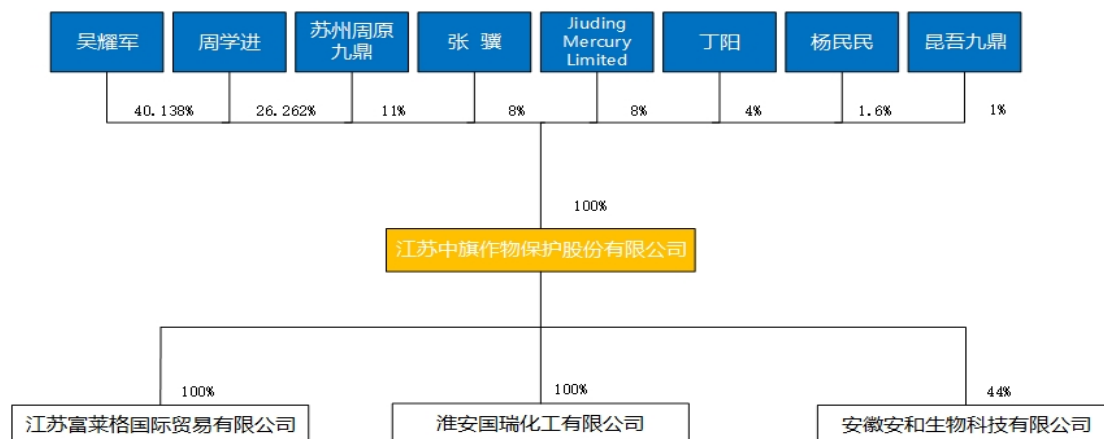 吴耀军
周学进
苏州周原
九鼎
张 骥
Jiuding
Mercury
Limited
丁阳
杨民民
昆吾九鼎
40.138%
26.262%
11%
8%
8%
4%
1.6%
1%
100%
江苏中旗作物保护股份有限公司
100%
100%
44%
江苏富莱格国际贸易有限公司
淮安国瑞化工有限公司
安徽安和生物科技有限公司